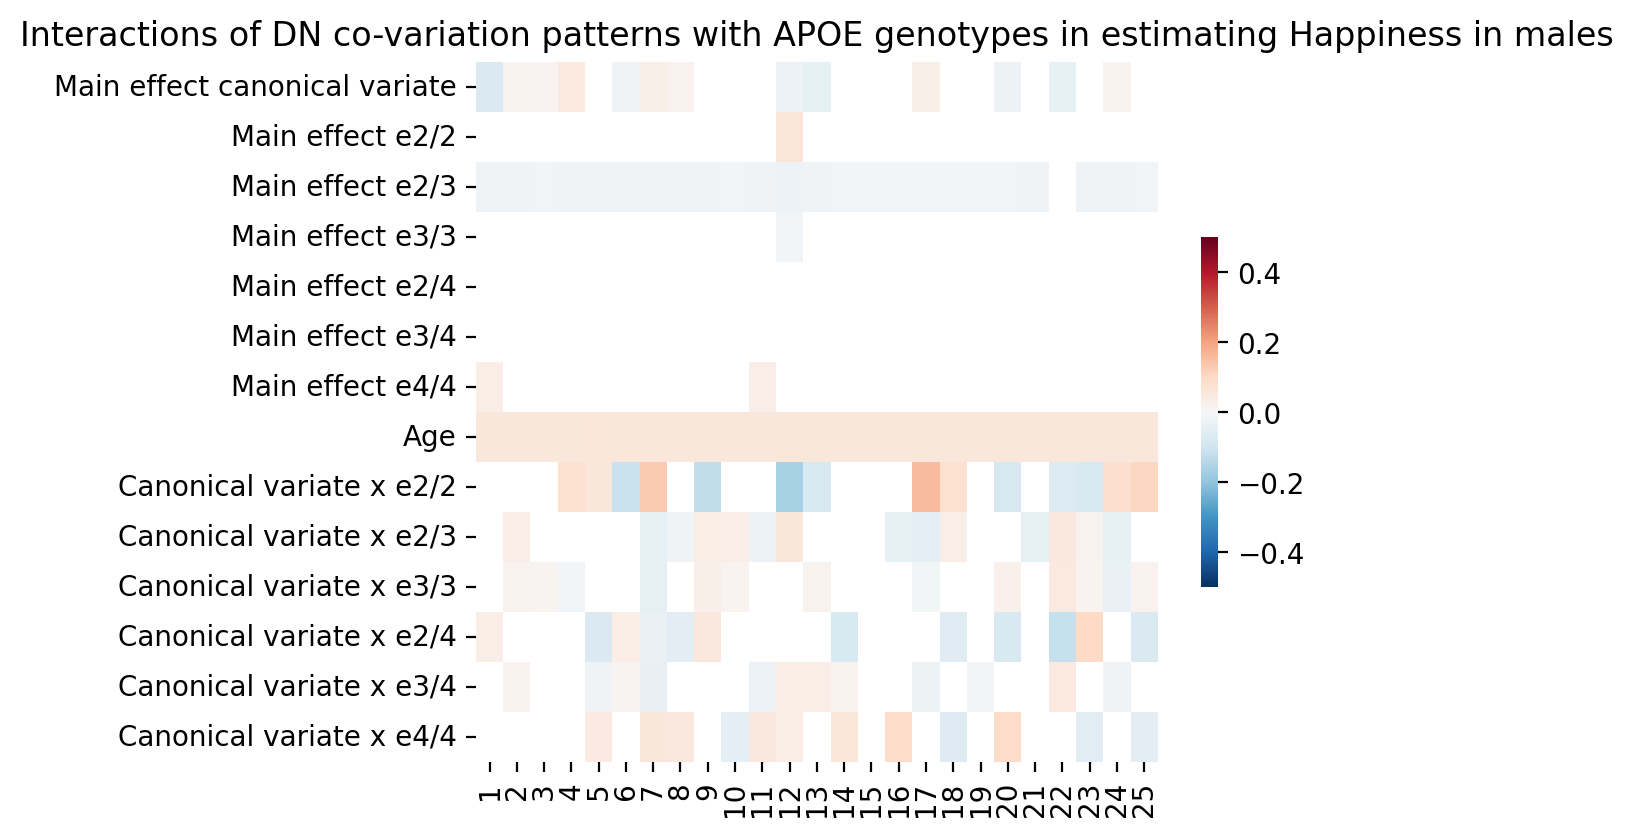 Interactions of DN co-variation patterns with APOE genotypes in estimating Happiness in males
Main effect canonical variate
Main effect e2/2
Main effect e2/3
Main effect e3/3
Main effect e2/4
Main effect e3/4
Main effect e4/4
Age
Canonical variate x e2/2
Canonical variate x e2/3
Canonical variate x e3/3
Canonical variate x e2/4
Canonical variate x e3/4
Canonical variate x e4/4
1 2 3 4 5 6 7 8 9 10 11 12 13 14 15 16 17 18 19 20 21 22 23 24 25
0.4
0.2
0.0
−0.2
−0.4